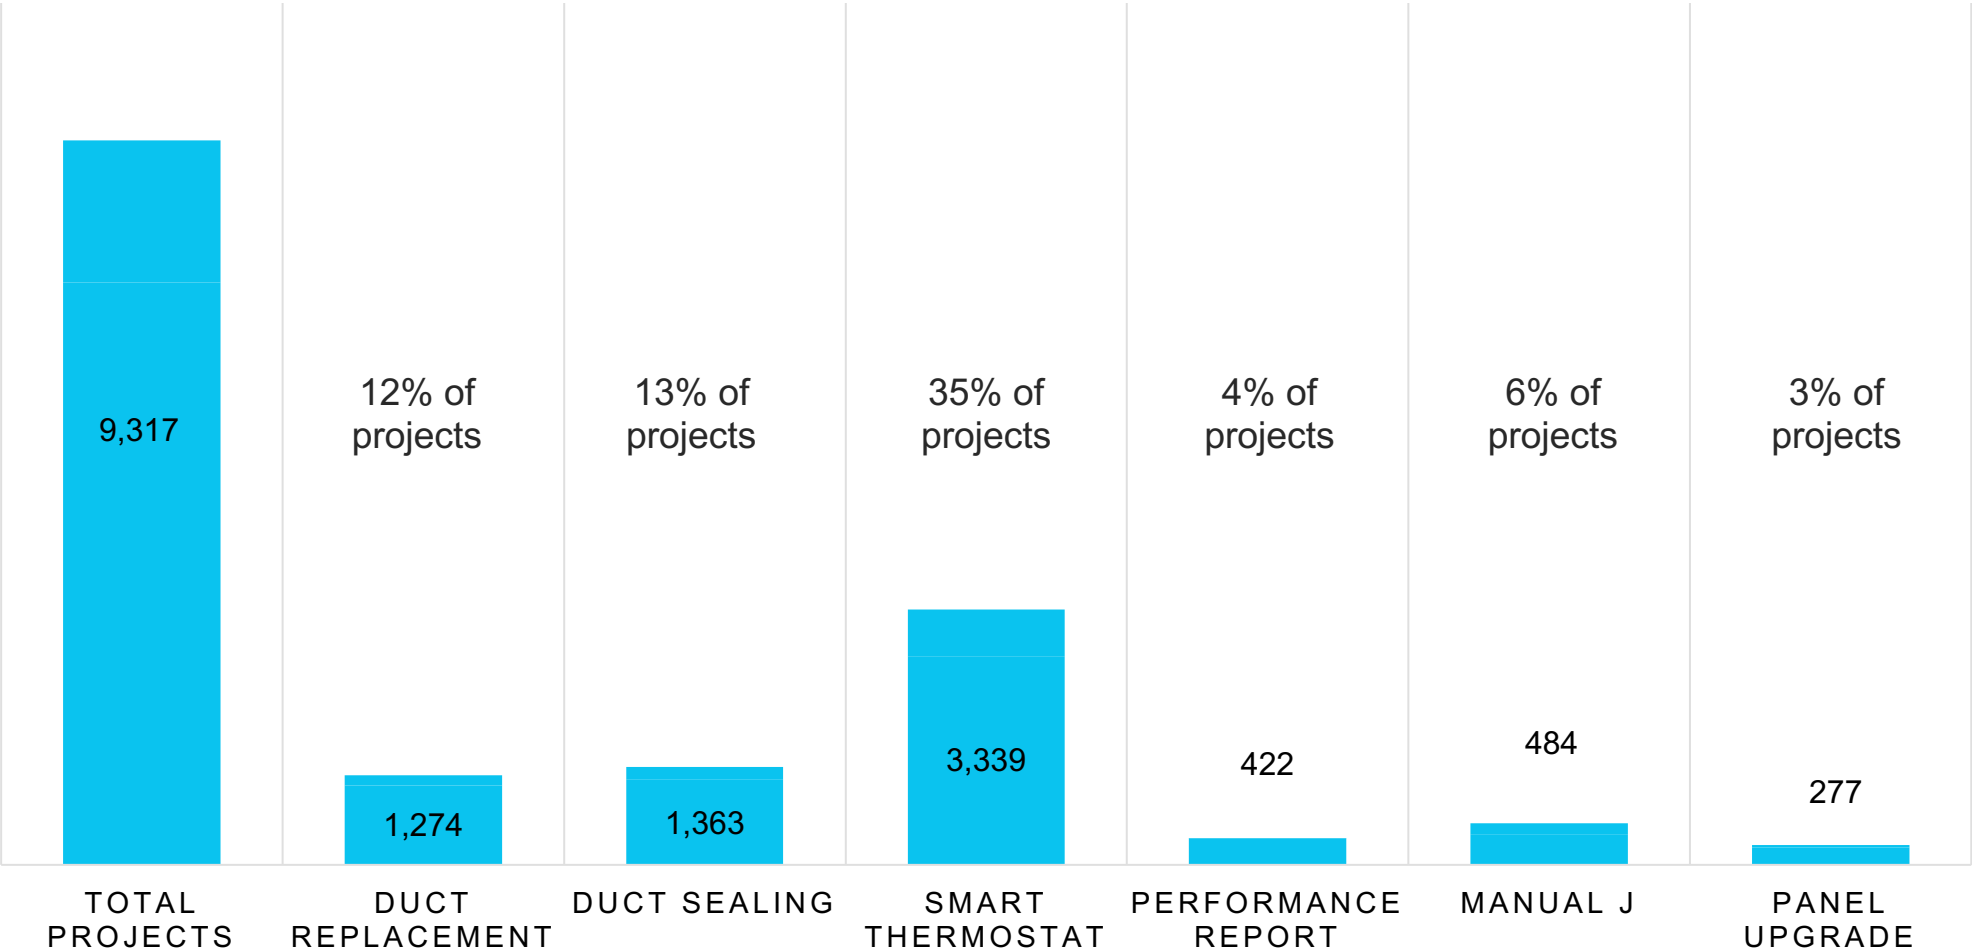 12% of
projects
13% of
projects
35% of
projects
4% of
projects
6% of
projects
3% of
projects
9,317
1,274
1,363
3,339
422
484
277
TOTAL
PROJECTS
DUCT
REPLACEMENT
DUCT SEALING
SMART
THERMOSTAT
PERFORMANCE
REPORT
MANUAL J
PANEL
UPGRADE